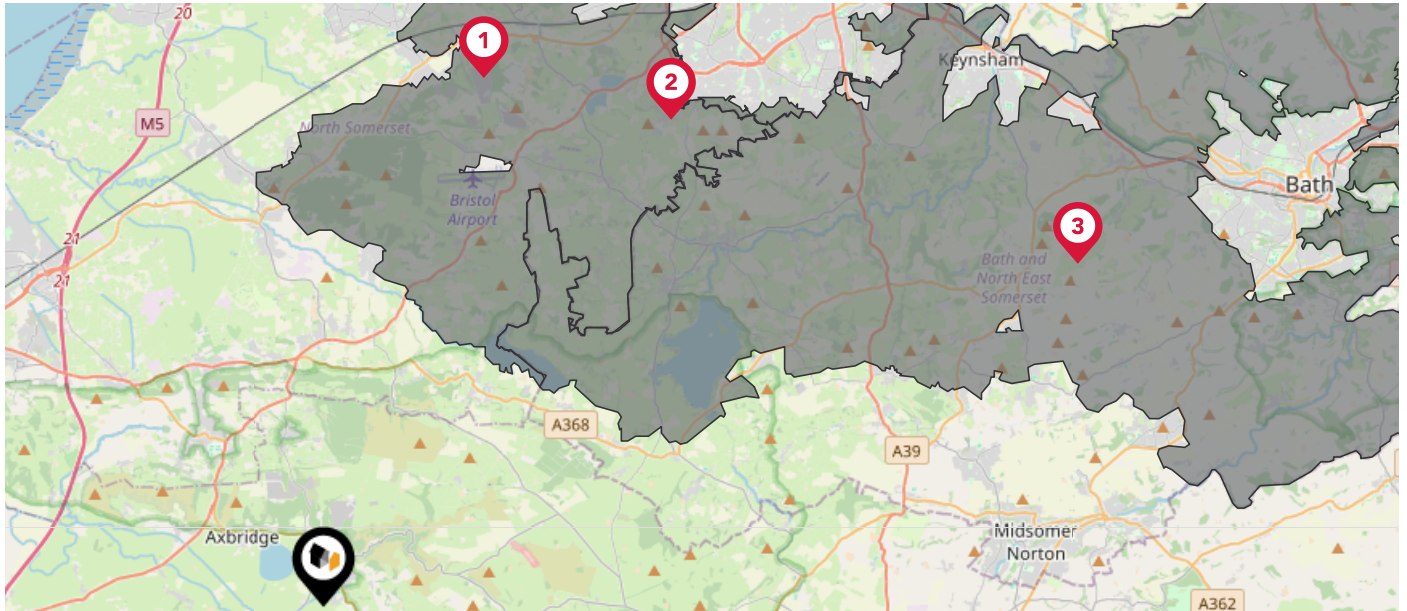 20
1
2
Keynsham
M5
North Somerset
Bath
Bristol
Airport
3
21
Bath and
North East
Somerset
21
A368
A39
Axbridge
Midsomer
Norton
A362